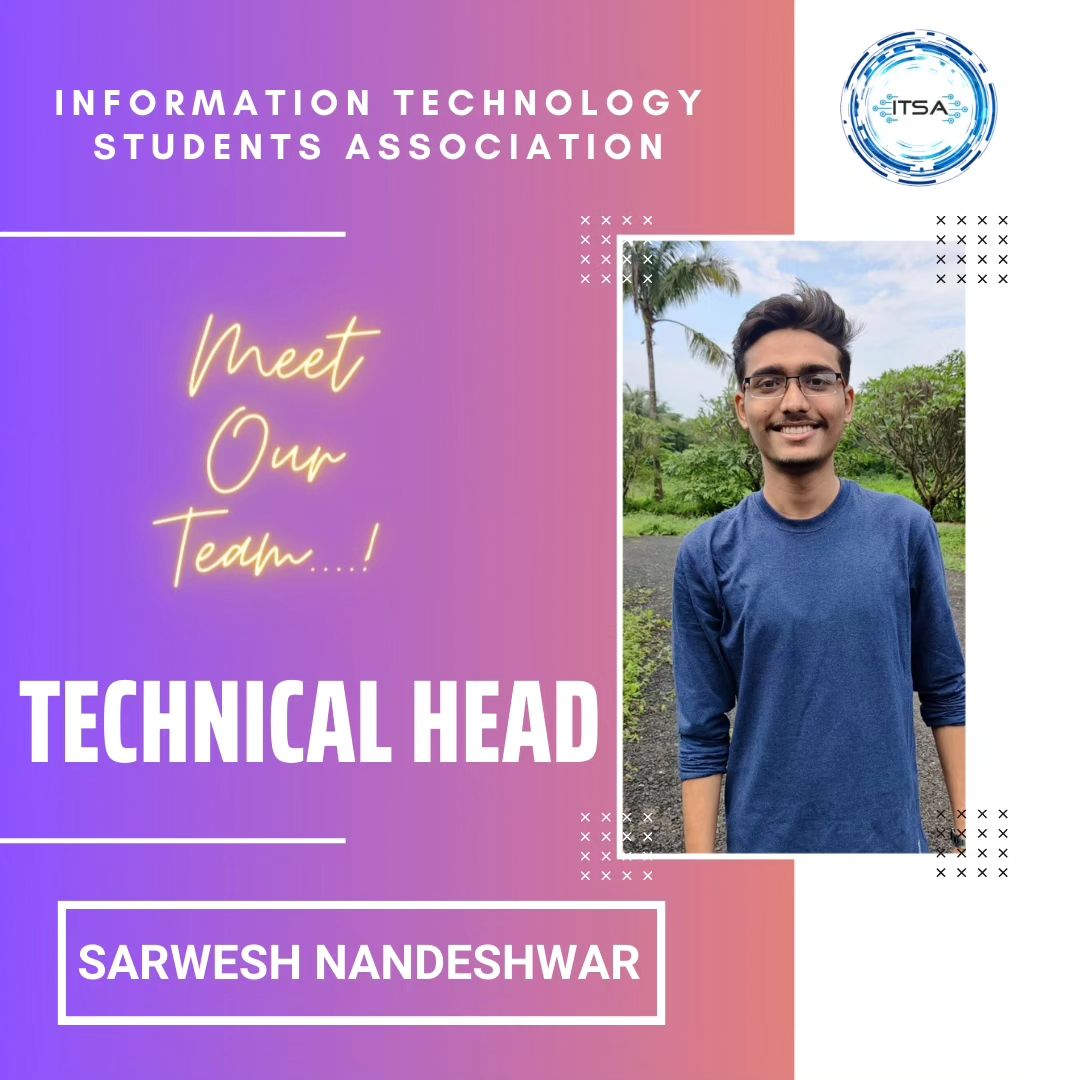 INFORMATION TECHNOLOGY
STUDENTS ASSOCIATION
ITSA
Meet
Our
Team....!
TECHNICAL HEAD
SARWESH NANDESHWAR